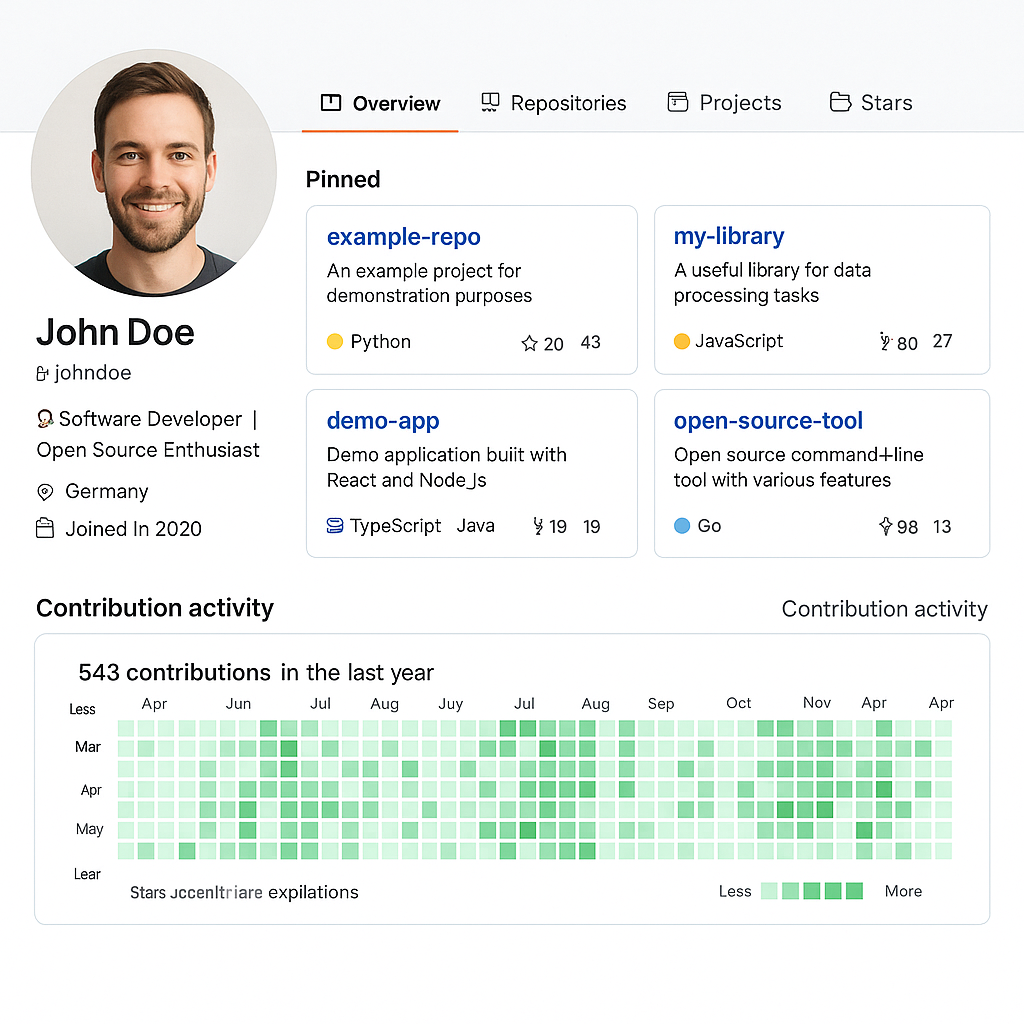 Overview
Repositories
Projects
Stars
John Doe
johndoe
Software Developer |
Open Source Enthusiast
Germany
Joined In 2020
Pinned
example-repo
An example project for
demonstration purposes
Python 20 43
my-library
A useful library for data
processing tasks
JavaScript 80 27
demo-app
Demo application built with
React and Node_Js
TypeScript Java 19 19
open-source-tool
Open source command-line
tool with various features
Go 98 13
Contribution activity
Contribution activity
543 contributions in the last year
Less Apr Jun Jul Aug Juy Jul Aug Sep Oct Nov Apr Apr
Mar
Apr
May
Lear
Stars expilations
Less More